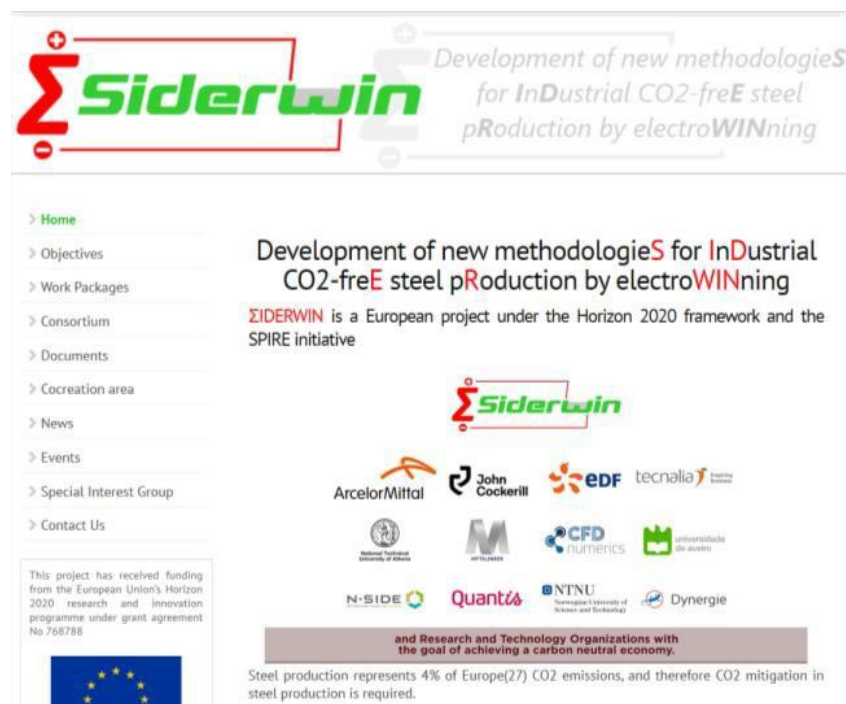 ΣSiderwin
Development of new methodologieS
for InDustrial CO2-freE steel
pRoduction by electroWINning
Home
Objectives
Work Packages
Consortium
Documents
Cocreation area
News
Events
Special Interest Group
Contact Us
This project has received funding
from the European Union's Horizon
2020 research and innovation
programme under grant agreement
No 768788
Development of new methodologieS for InDustrial
CO2-freE steel pRoduction by electroWINning
ΣIDERWIN is a European project under the Horizon 2020 framework and the
SPIRE initiative
ΣSiderwin
ArcelorMittal
John
Cockerill
eDF
tecnalia
Inspiring
Business
National Technical
University of Athens
CFD
numerics
universidade
de aveiro
N-SIDE
Quantis
NTNU
Norwegian University of
Science and Technology
Dynergie
and Research and Technology Organizations with
the goal of achieving a carbon neutral economy.
Steel production represents 4% of Europe(27) CO2 emissions, and therefore CO2 mitigation in
steel production is required.